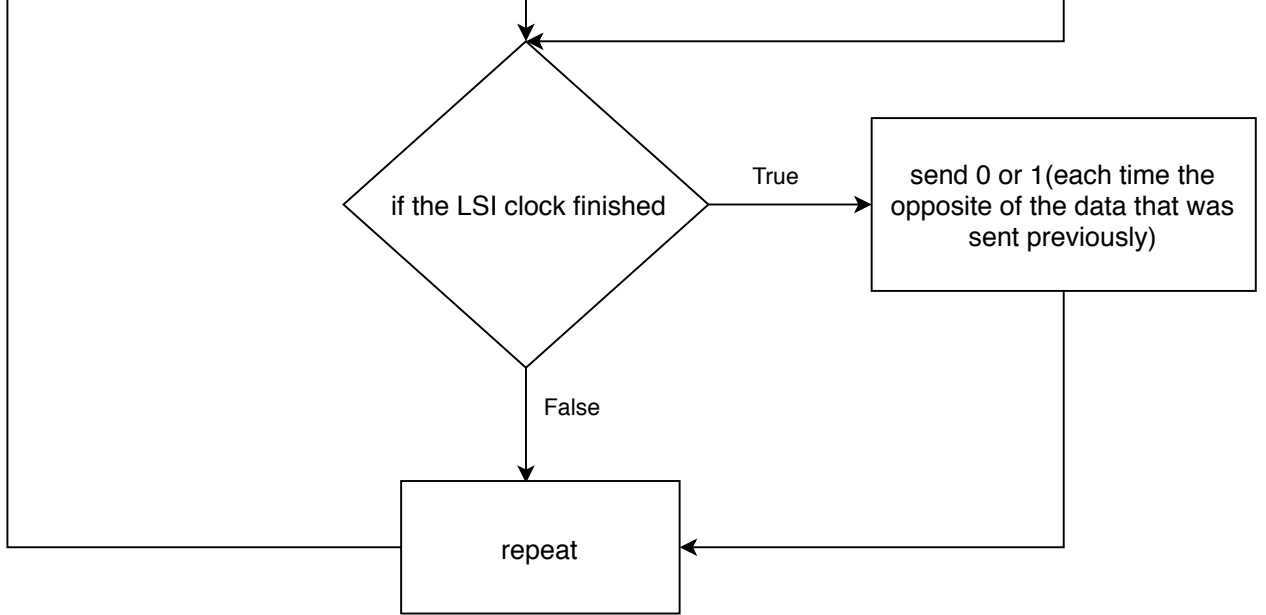 True
if the LSI clock finished
send 0 or 1(each time the
opposite of the data that was
sent previously)
False
repeat